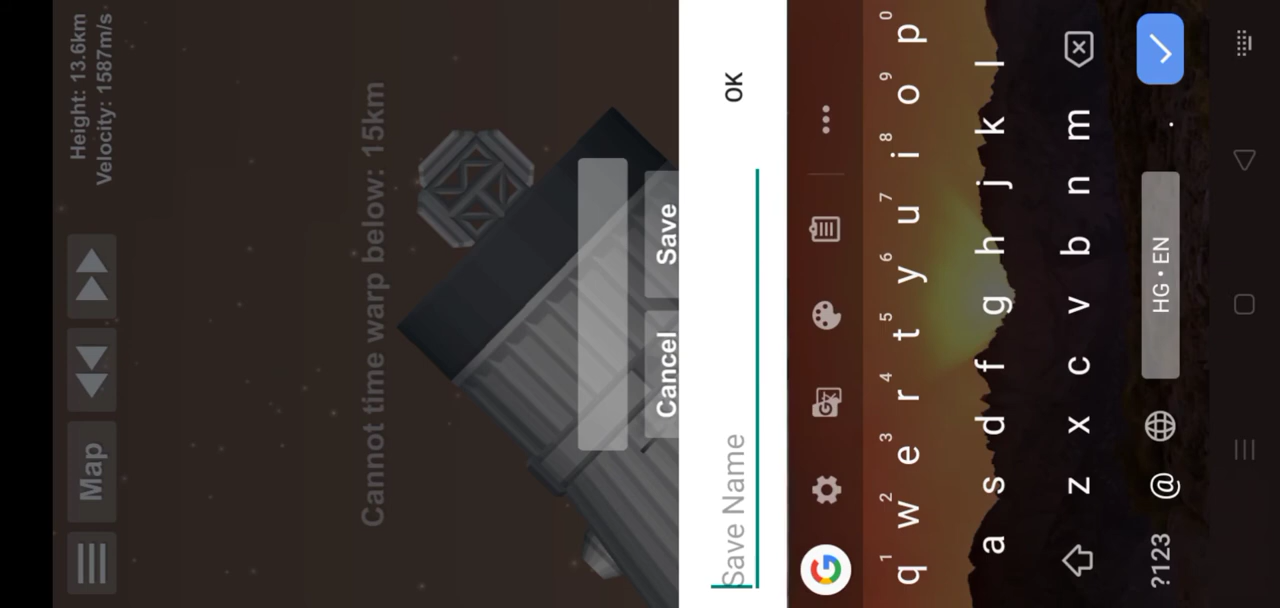 Height: 13.6km
Velocity: 1587m/s
Map
Cannot time warp below: 15km
Cancel
Save
Save Name
OK
G
1 2 3 4 5 6 7 8 9 0
q w e r t y u i o p
a s d f g h j k l
z x c v b n m
?123 @ HG • EN .